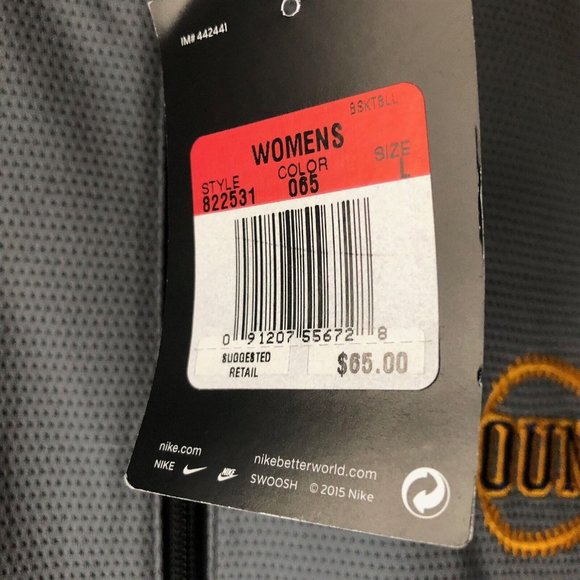 IM# 442441
BSKTBLL
WOMENS
STYLE COLOR SIZE
822531 065 L
0 91207 55672 8
SUGGESTED
RETAIL
$65.00
nike.com
nikebetterworld.com
NIKE SWOOSH © 2015 Nike
OUN